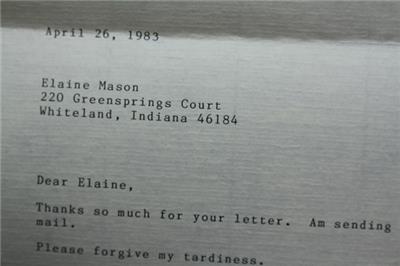 April 26, 1983
Elaine Mason
220 Greensprings Court
Whiteland, Indiana 46184
Dear Elaine,
Thanks so much for your letter.  Am sending
mail.
Please forgive my tardiness.